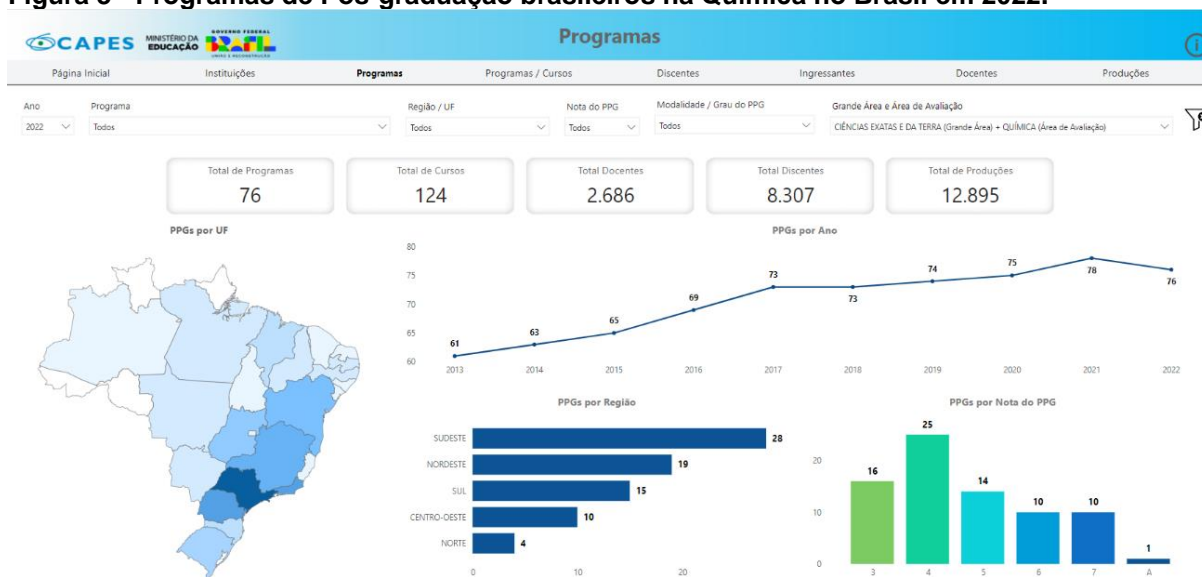 Figura 3 - Programas de Pós-graduação brasileiros na Química no Brasil em 2022.
CAPES MINISTÉRIO DA EDUCAÇÃO GOVERNO FEDERAL BRASIL UNIÃO E RECONSTRUÇÃO
Programas
Página Inicial Instituições Programas Programas / Cursos Discentes Ingressantes Docentes Produções
Ano Programa Região / UF Nota do PPG Modalidade / Grau do PPG Grande Área e Área de Avaliação
2022 Todos Todos Todos Todos CIÊNCIAS EXATAS E DA TERRA (Grande Área) + QUÍMICA (Área de Avaliação)
Total de Programas Total de Cursos Total Docentes Total Discentes Total de Produções
76 124 2.686 8.307 12.895
PPGs por UF
PPGs por Ano
80
75
70
65
60
61 63 65 69 73 73 74 75 78 76
2013 2014 2015 2016 2017 2018 2019 2020 2021 2022
PPGs por Região
SUDESTE 28
NORDESTE 19
SUL 15
CENTRO-OESTE 10
NORTE 4
0 10 20
PPGs por Nota do PPG
20
10
0
16 25 14 10 10 1
3 4 5 6 7 A